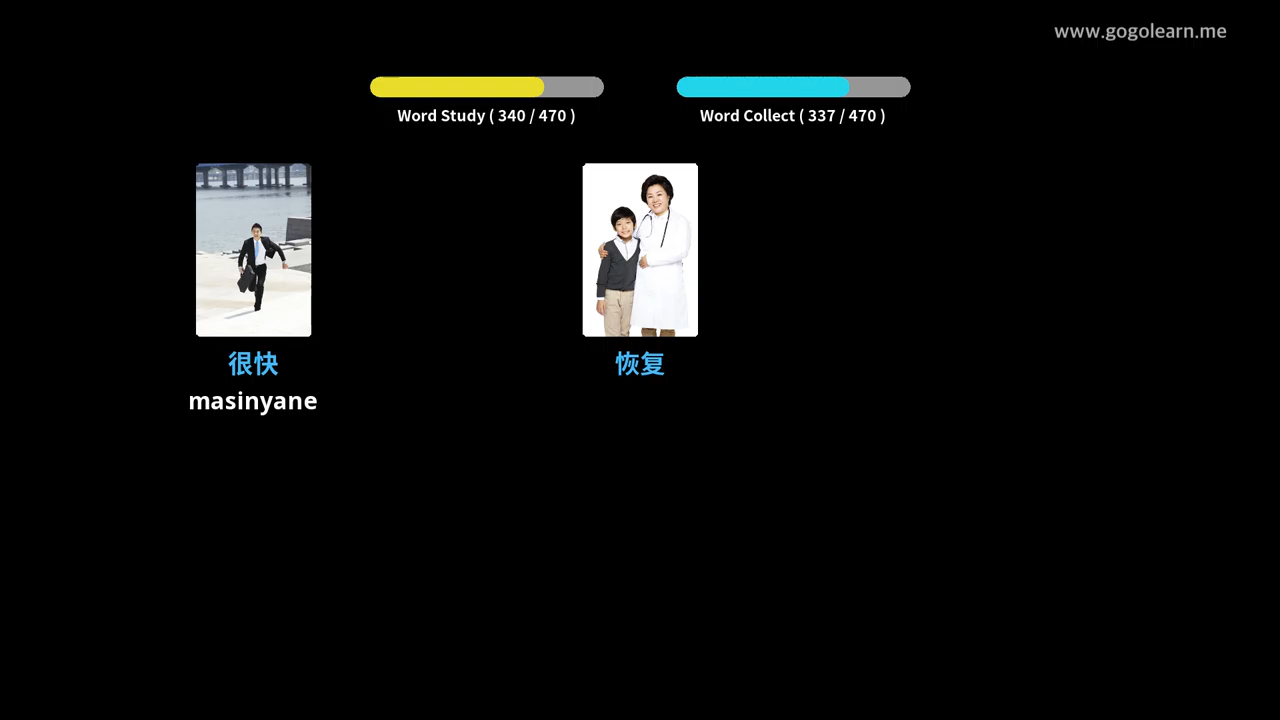 www.gogolearn.me
Word Study ( 340 / 470 )
Word Collect ( 337 / 470 )
很快
恢复
masinyane